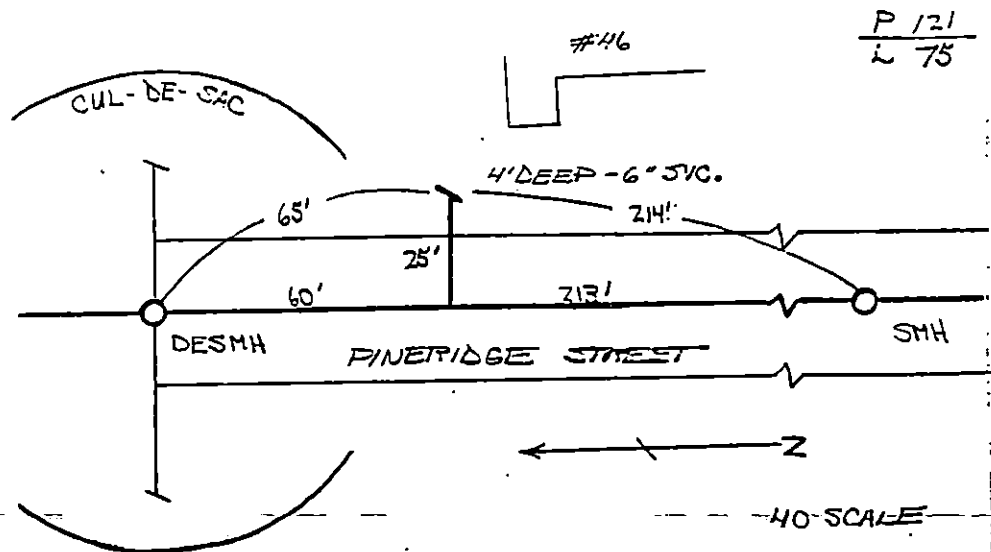 #46
P 121
L 75
CUL-DE-SAC
4' DEEP - 6" SVC.
65'
214'
25'
60'
213'
DESMH
SMH
PINERIDGE STREET
N
40 SCALE